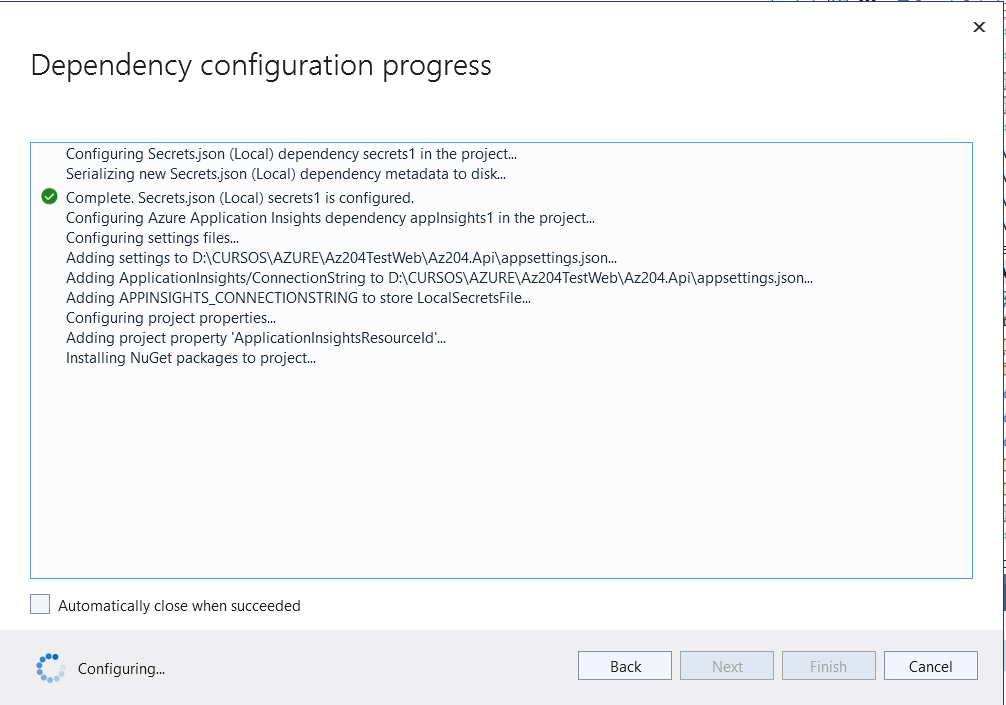 Dependency configuration progress
Configuring Secrets.json (Local) dependency secrets1 in the project...
Serializing new Secrets.json (Local) dependency metadata to disk...
Complete. Secrets.json (Local) secrets1 is configured.
Configuring Azure Application Insights dependency appInsights1 in the project...
Configuring settings files...
Adding settings to D:\CURSOS\AZURE\Az204TestWeb\Az204.Api\appsettings.json...
Adding ApplicationInsights/ConnectionString to D:\CURSOS\AZURE\Az204TestWeb\Az204.Api\appsettings.json...
Adding APPINSIGHTS_CONNECTIONSTRING to store LocalSecretsFile...
Configuring project properties...
Adding project property 'ApplicationInsightsResourceId'...
Installing NuGet packages to project...
Automatically close when succeeded
Configuring...
Back
Next
Finish
Cancel